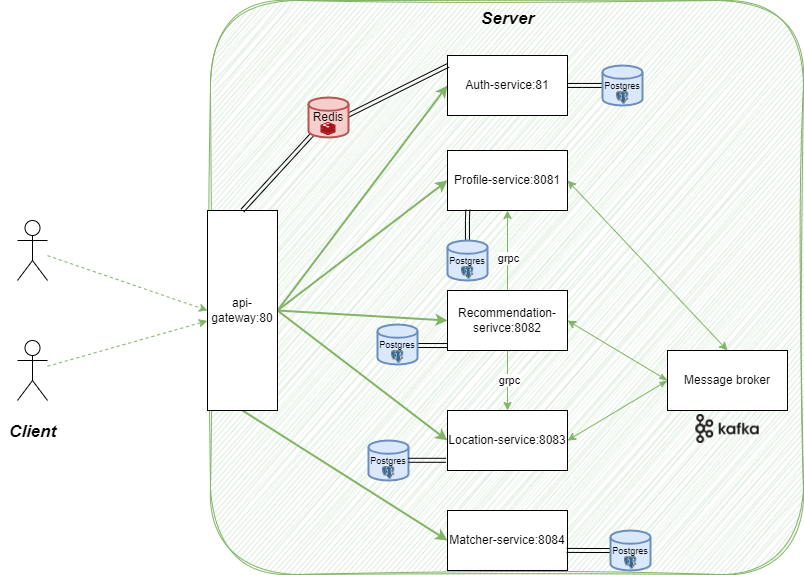 Server
Auth-service:81
Postgres
Redis
Profile-service:8081
Postgres
grpc
api-
gateway:80
Recommendation-
serivce:8082
Postgres
grpc
Message broker
kafka
Client
Location-service:8083
Postgres
Matcher-service:8084
Postgres